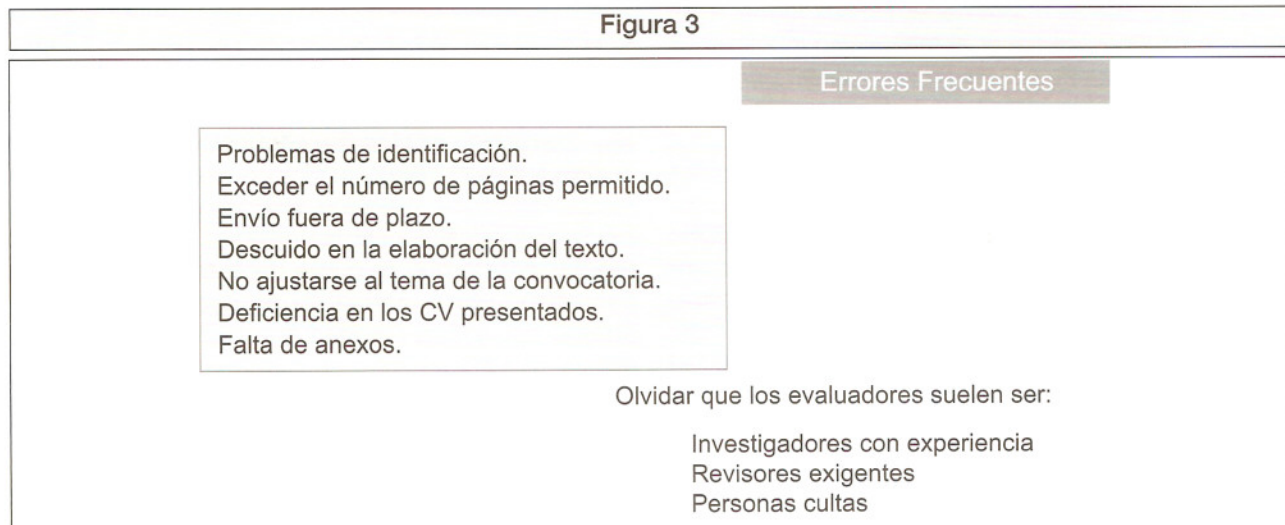 Figura 3
Errores Frecuentes
Problemas de identificación.
Exceder el número de páginas permitido.
Envío fuera de plazo.
Descuido en la elaboración del texto.
No ajustarse al tema de la convocatoria.
Deficiencia en los CV presentados.
Falta de anexos.
Olvidar que los evaluadores suelen ser:
Investigadores con experiencia
Revisores exigentes
Personas cultas